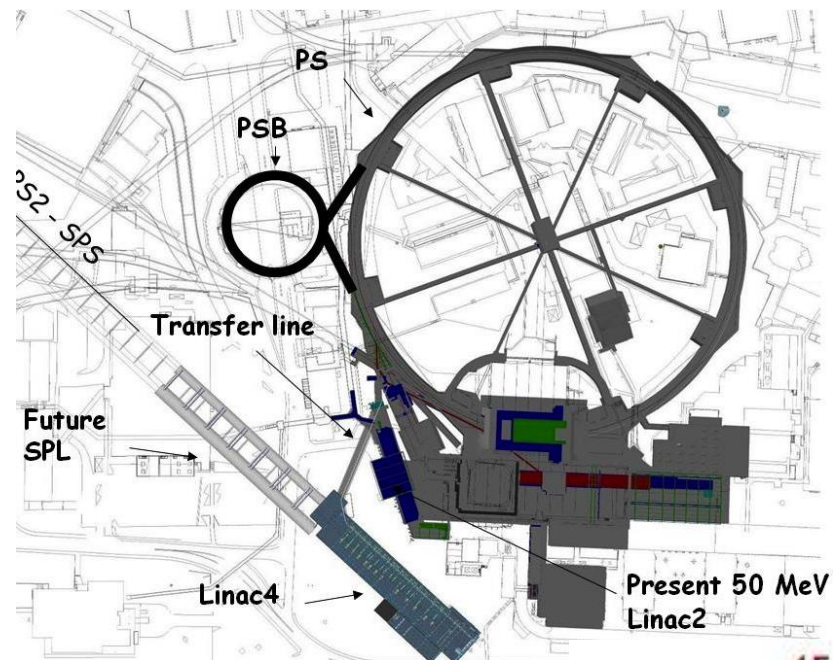 PS
PSB
PS2 - SPS
Transfer line
Future
SPL
Linac4
Present 50 MeV
Linac2